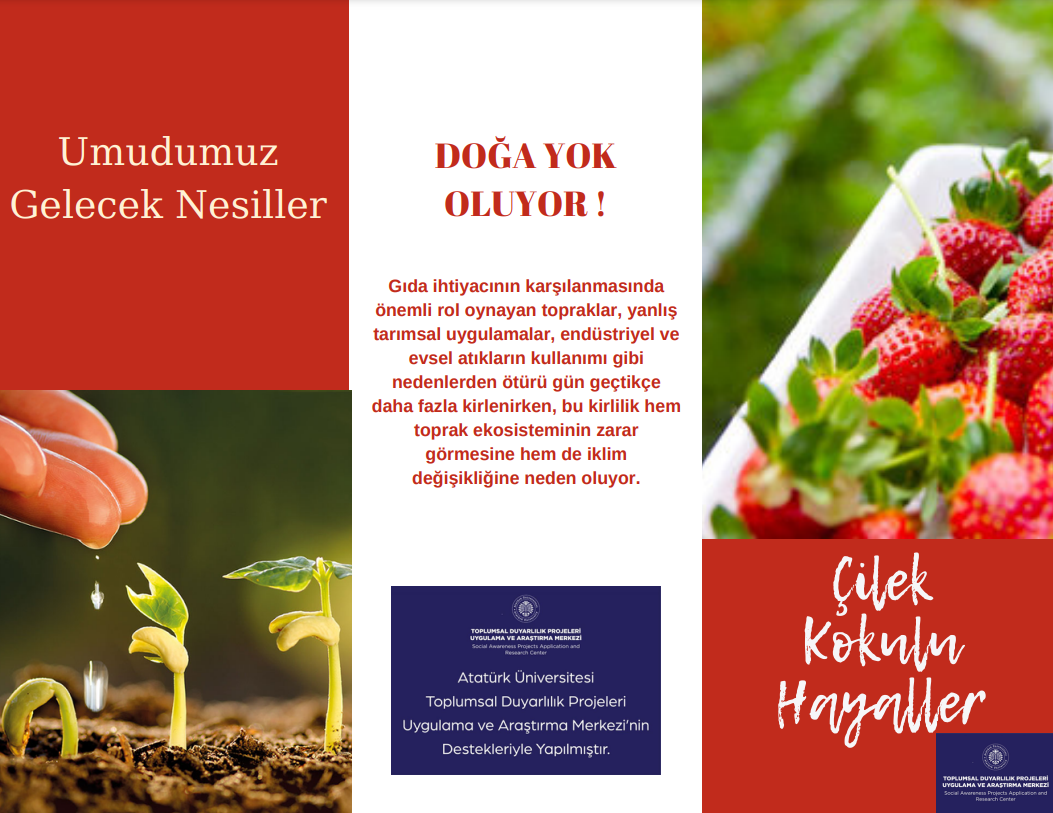 Umudumuz
Gelecek Nesiller
DOĞA YOK
OLUYOR !
Gıda ihtiyacının karşılanmasında
önemli rol oynayan topraklar, yanlış
tarımsal uygulamalar, endüstriyel ve
evsel atıkların kullanımı gibi
nedenlerden ötürü gün geçtikçe
daha fazla kirlenirken, bu kirlilik hem
toprak ekosisteminin zarar
görmesine hem de iklim
değişikliğine neden oluyor.
TOPLUMSAL DUYARLILIK PROJELERİ
UYGULAMA VE ARAŞTIRMA MERKEZİ
Social Awareness Projects Application and
Research Center
Atatürk Üniversitesi
Toplumsal Duyarlılık Projeleri
Uygulama ve Araştırma Merkezi'nin
Destekleriyle Yapılmıştır.
Çilek
Kokulu
Hayaller
TOPLUMSAL DUYARLILIK PROJELERİ
UYGULAMA VE ARAŞTIRMA MERKEZİ
Social Awareness Projects Application and
Research Center